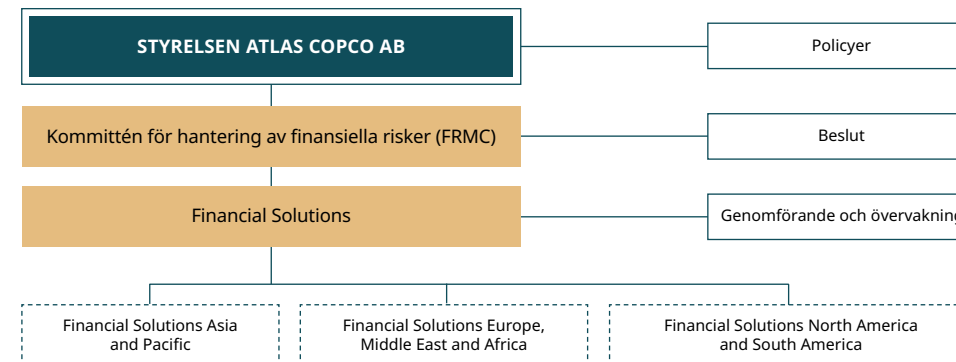 STYRELSEN ATLAS COPCO AB
Policyer
Kommittén för hantering av finansiella risker (FRMC)
Beslut
Financial Solutions
Genomförande och övervakning
Financial Solutions Asia
and Pacific
Financial Solutions Europe,
Middle East and Africa
Financial Solutions North America
and South America